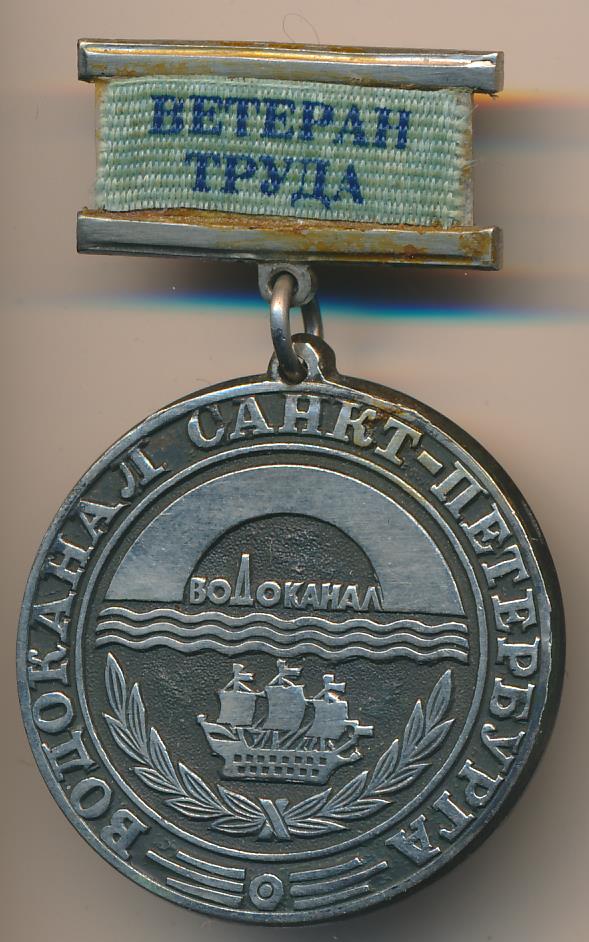 ВЕТЕРАН
ТРУДА
ВОДОКАНАЛ САНКТ-ПЕТЕРБУРГА
ВОДОКАНАЛ